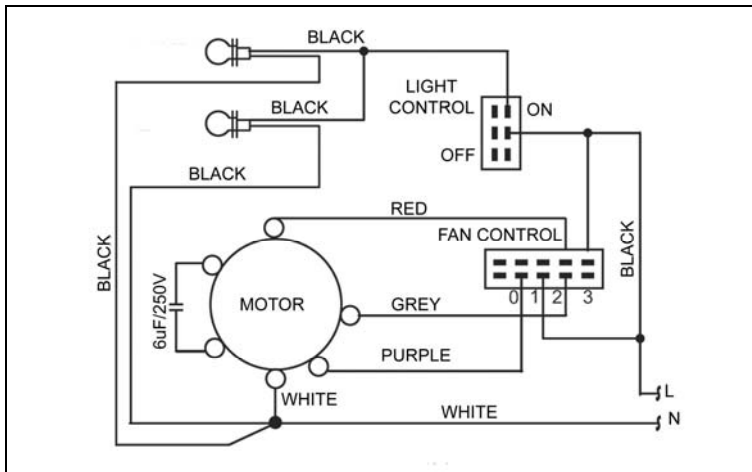 BLACK
LIGHT
CONTROL
ON
BLACK
OFF
BLACK
RED
FAN CONTROL
BLACK
BLACK
6uF/250V
MOTOR
0 1 2 3
GREY
PURPLE
L
WHITE
WHITE
N